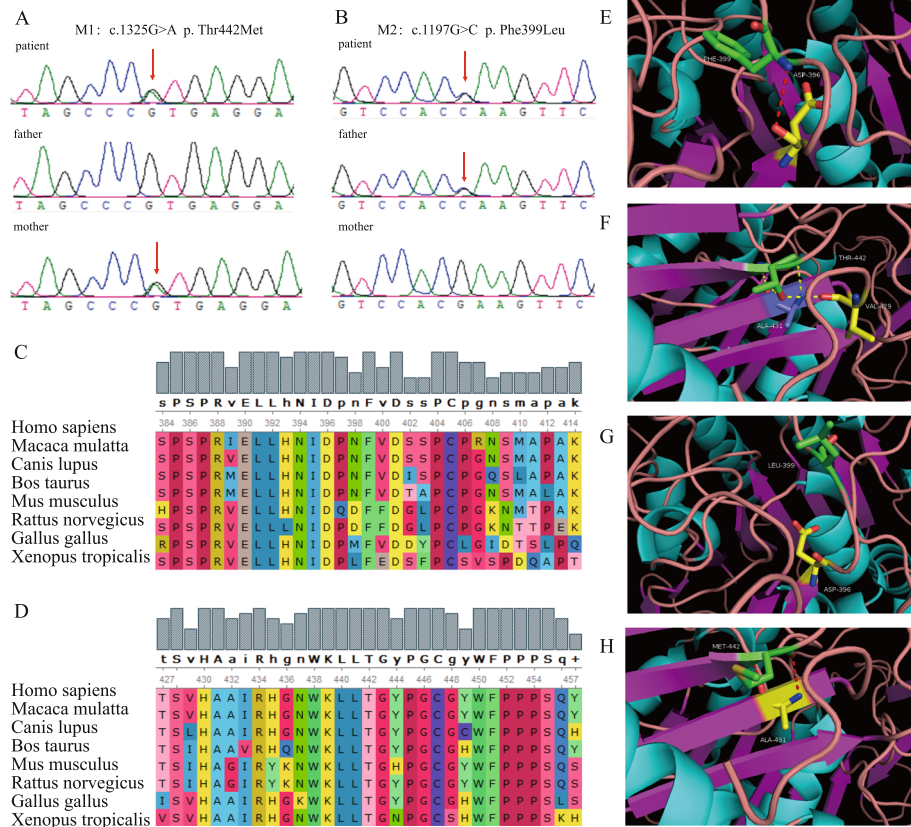 A
M1: c.1325G>A p. Thr442Met
patient
T A G C C C G T G A G G A
father
T A G C C C G T G A G G A
mother
T A G C C C G T G A G G A
B
M2: c.1197G>C p. Phe399Leu
patient
G T C C A C C A A G T T C
father
G T C C A C C A A G T T C
mother
G T C C A C G A A G T T C
C
s P S P R v E L L h N I D p n F v D s s P C p g n s m a p a k
384 386 388 390 392 394 396 398 400 402 404 406 408 410 412 414
Homo sapiens S P S P R I E L L H N I D P N F V D S S P C P R N S M A P A K
Macaca mulatta S P S P R V E L L H N I D P N F V D S S P C P G N S M A P A K
Canis lupus S P S P R M E L L H N I D P N F V D I S P C P G Q S L A P A K
Bos taurus S P S P R M E L L H N I D P N F V D T A P C P G N S M A L A K
Mus musculus H P S P R V E L L H N I D Q D F F D G L P C P G K N M T P A K
Rattus norvegicus S P S P R V E L L L N I D P D F F D G L P C P G K N T T P E K
Gallus gallus R P S P R V E L L H N I D P M F V D D Y P C L G I D T S L P Q
Xenopus tropicalis S P S P R V E L L H N I D P L F E D S F P C S V S P D Q A P T
D
t S v H A a i R h g n W K L L T G y P G C g y W F P P P S q +
427 428 430 432 434 436 438 440 442 444 446 448 450 452 454 457
Homo sapiens T S V H A A I R H G N W K L L T G Y P G C G Y W F P P P S Q Y
Macaca mulatta T S V H A A I R H G N W K L L T G Y P G C G Y W F P P P S Q Y
Canis lupus T S L H A A I R H G N W K L L T G Y P G C G C W F P P P S Q H
Bos taurus T S I H A A V R H Q N W K L L T G Y P G C G H W F P P P S Q Y
Mus musculus T S I H A G I R Y K N W K L L T G H P G C G Y W F P P P S Q S
Rattus norvegicus T S I H A G I R Y K N W K L L T G Y P G C G Y W F P P P S Q S
Gallus gallus I S V H A A I R H G K W K L L T G Y P G C G H W F P P P S L S
Xenopus tropicalis V S V H A A I R H G N W K L L T G N P G C S H W F P P P S K H
E
PHE-399
ASP-396
F
THR-442
VAL-429
ALA-431
G
LEU-399
ASP-396
H
MET-442
ALA-431